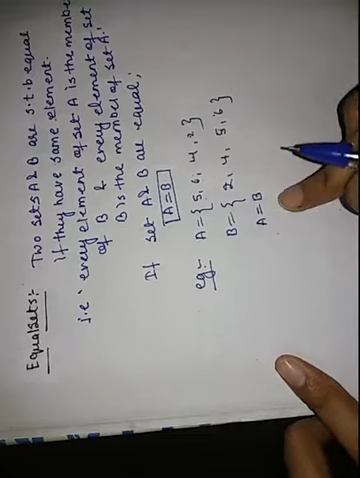 Equal sets:- Two sets A & B are s.t.b equal
if they have same element.
i.e. every element of set A is the membe
of B & every element of set
B is the member of set A.
If set A & B are equal,
A=B
eg:- A={5, 6, 4, 2}
B={2, 4, 5, 6}
A=B